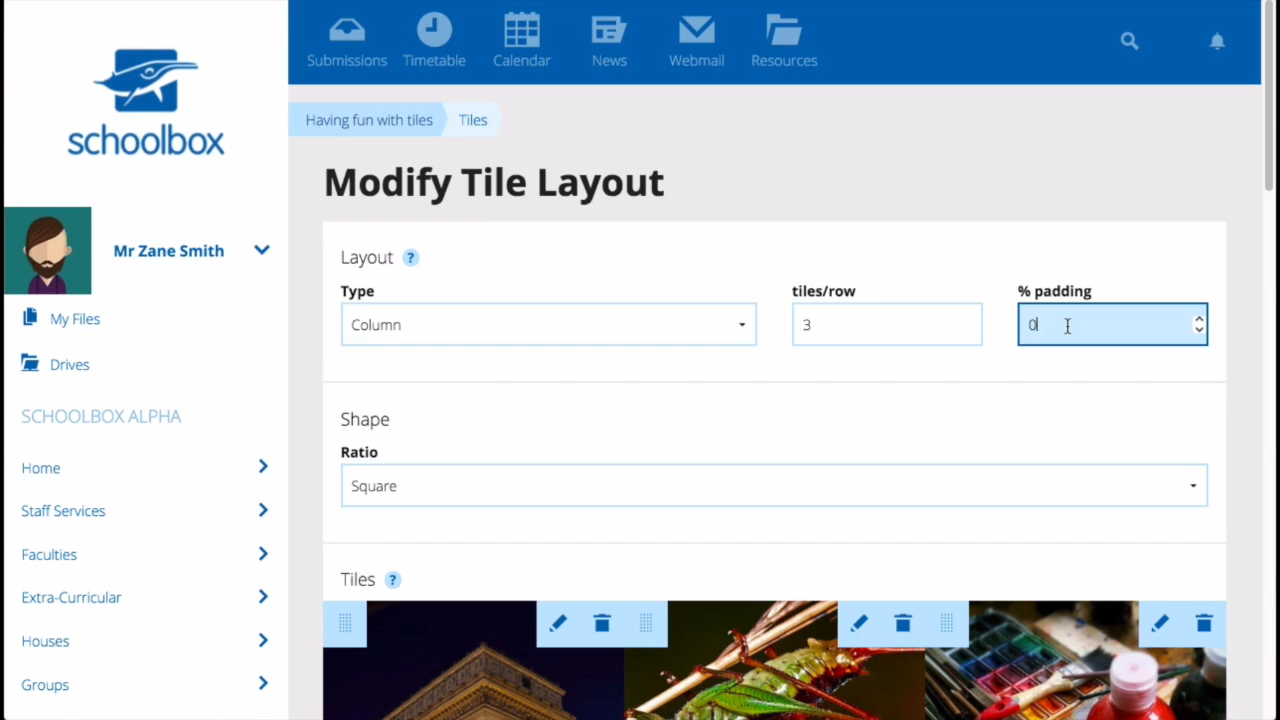 Submissions
Timetable
Calendar
News
Webmail
Resources
schoolbox
Having fun with tiles
Tiles
Modify Tile Layout
Mr Zane Smith
My Files
Drives
SCHOOLBOX ALPHA
Home
Staff Services
Faculties
Extra-Curricular
Houses
Groups
Layout ?
Type
tiles/row
% padding
Column
3
0
Shape
Ratio
Square
Tiles ?